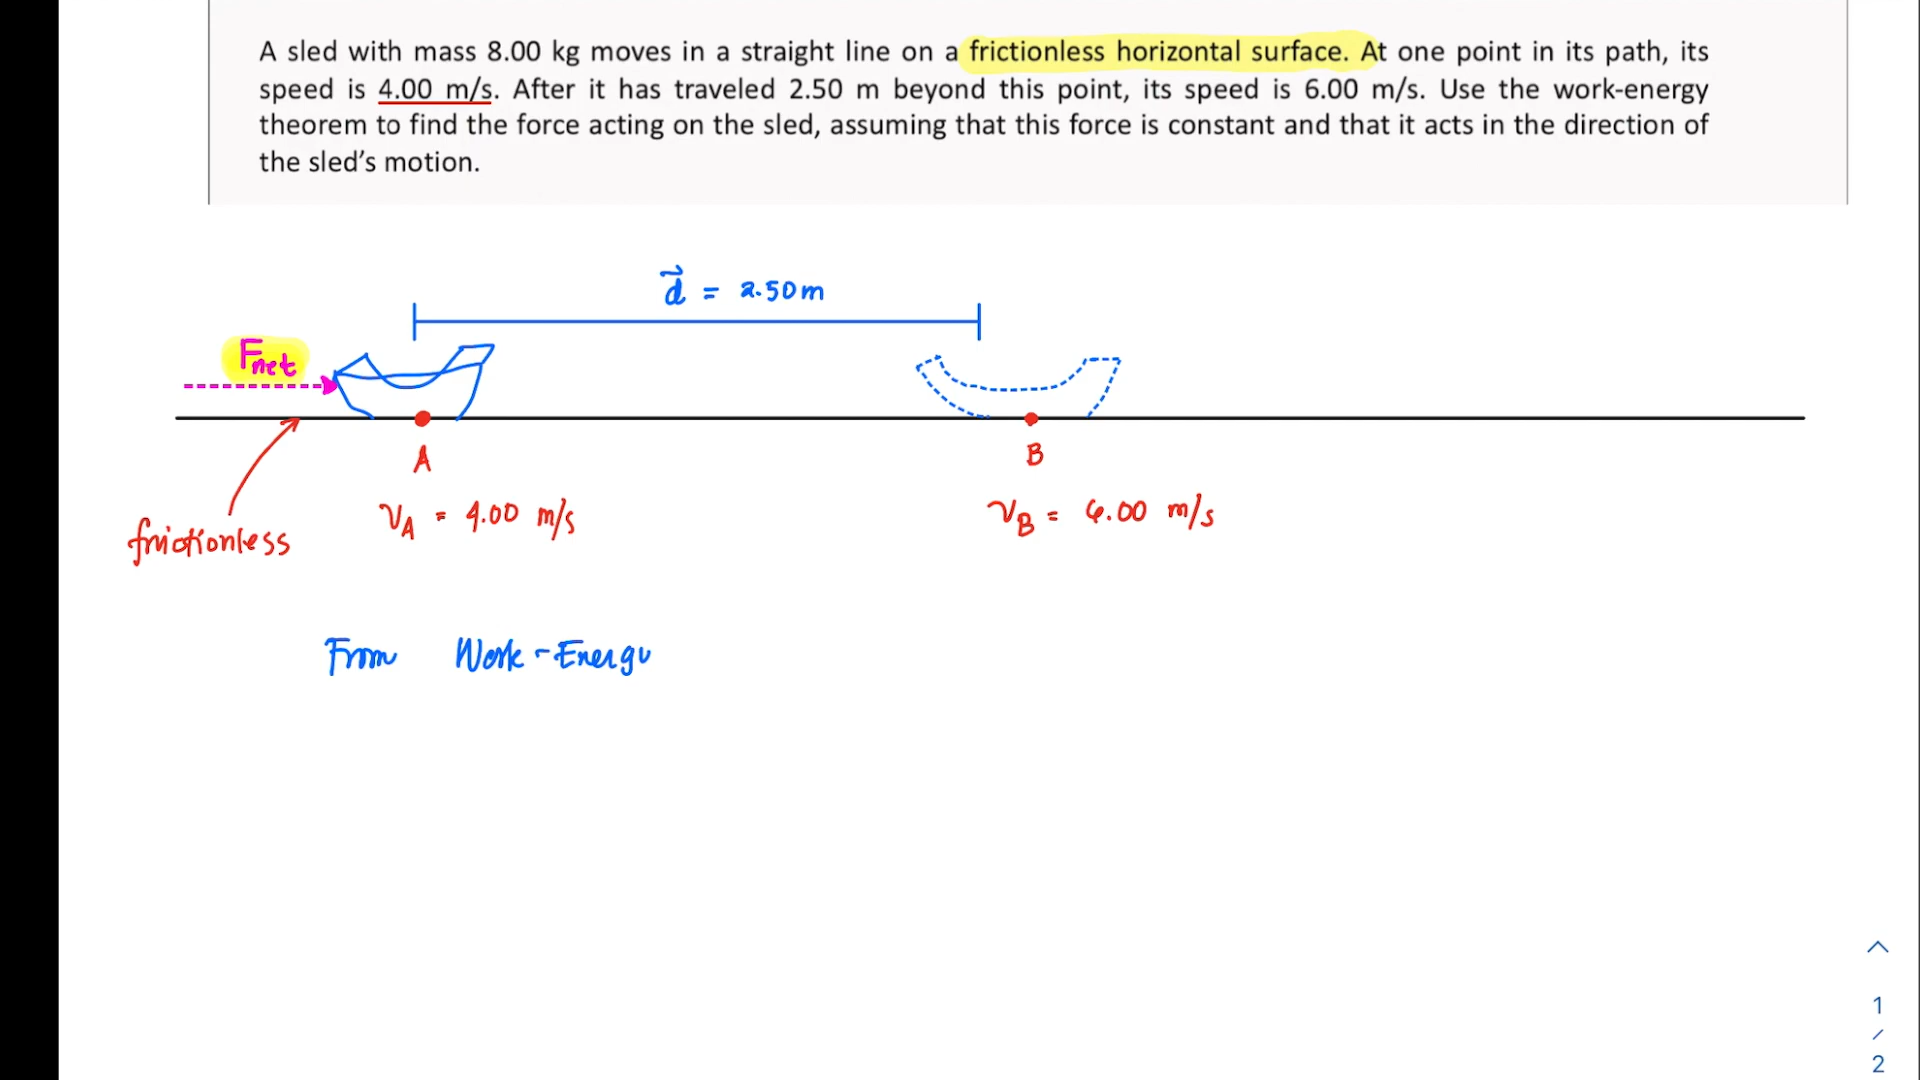 A sled with mass 8.00 kg moves in a straight line on a frictionless horizontal surface. At one point in its path, its
speed is 4.00 m/s. After it has traveled 2.50 m beyond this point, its speed is 6.00 m/s. Use the work-energy
theorem to find the force acting on the sled, assuming that this force is constant and that it acts in the direction of
the sled's motion.
d⃗ = 2.50m
Fnet
A
B
frictionless
vA = 4.00 m/s
vB = 6.00 m/s
From Work-Energy
1
/
2